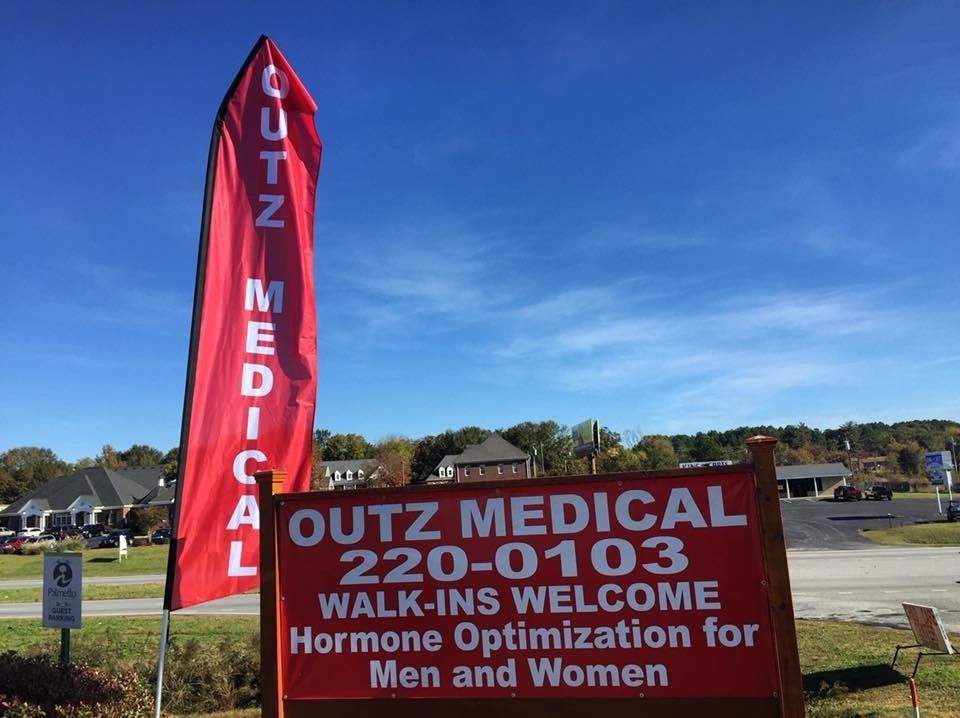 OUTZ MEDICAL
OUTZ MEDICAL
220-0103
WALK-INS WELCOME
Hormone Optimization for
Men and Women
Palmetto
GUEST
PARKING